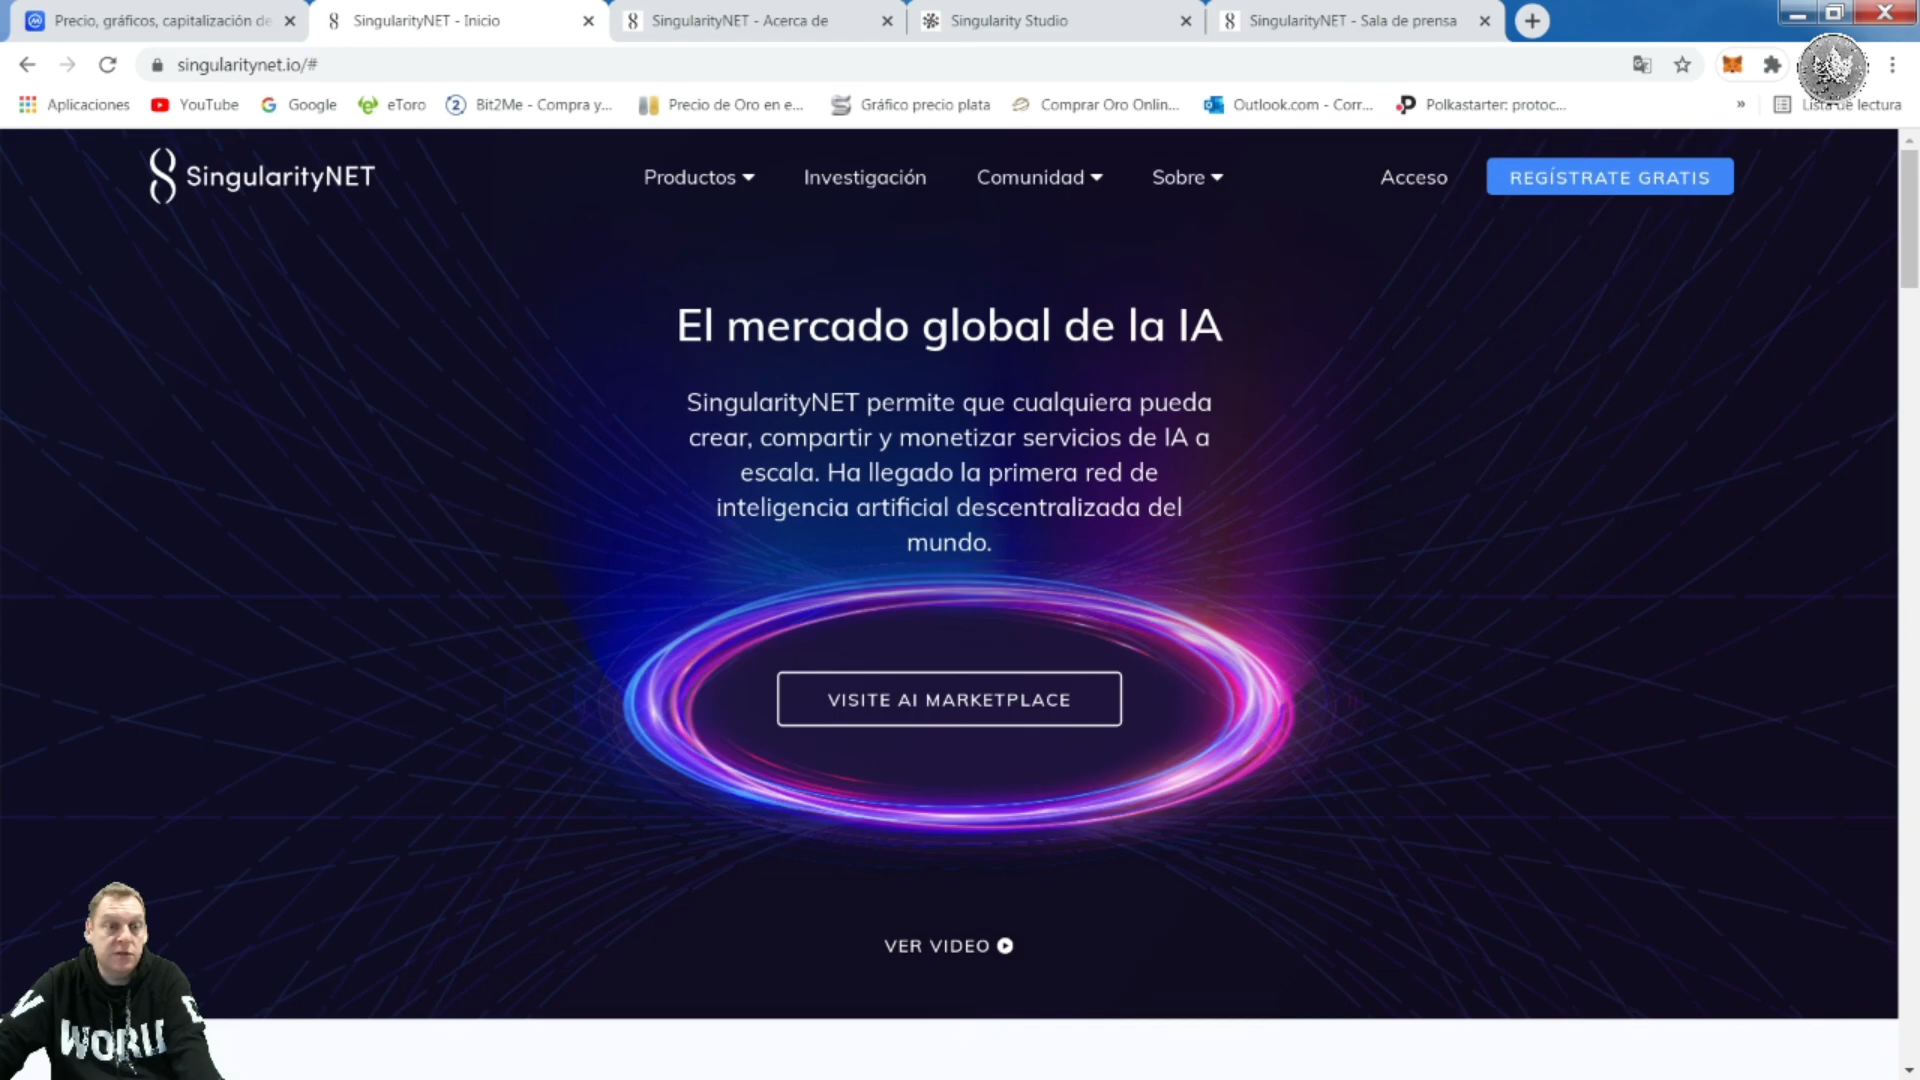 Precio, gráficos, capitalización de
SingularityNET - Inicio
SingularityNET - Acerca de
Singularity Studio
SingularityNET - Sala de prensa
singularitynet.io/#
Aplicaciones
YouTube
Google
eToro
Bit2Me - Compra y...
Precio de Oro en e...
Gráfico precio plata
Comprar Oro Onlin...
Outlook.com - Corr...
Polkastarter: protoc...
»
Lista de lectura
SingularityNET
Productos
Investigación
Comunidad
Sobre
Acceso
REGÍSTRATE GRATIS
El mercado global de la IA
SingularityNET permite que cualquiera pueda
crear, compartir y monetizar servicios de IA a
escala. Ha llegado la primera red de
inteligencia artificial descentralizada del
mundo.
VISITE AI MARKETPLACE
VER VIDEO